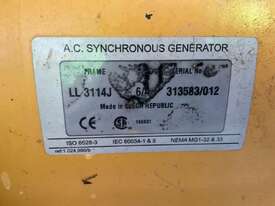 A.C. SYNCHRONOUS GENERATOR
FRAME SERIAL No
LL 3114J 313583/012
MADE IN CZECH REPUBLIC
CE
ISO 8528-3 IEC 60034-1 & 3 NEMA MG1-32 & 33